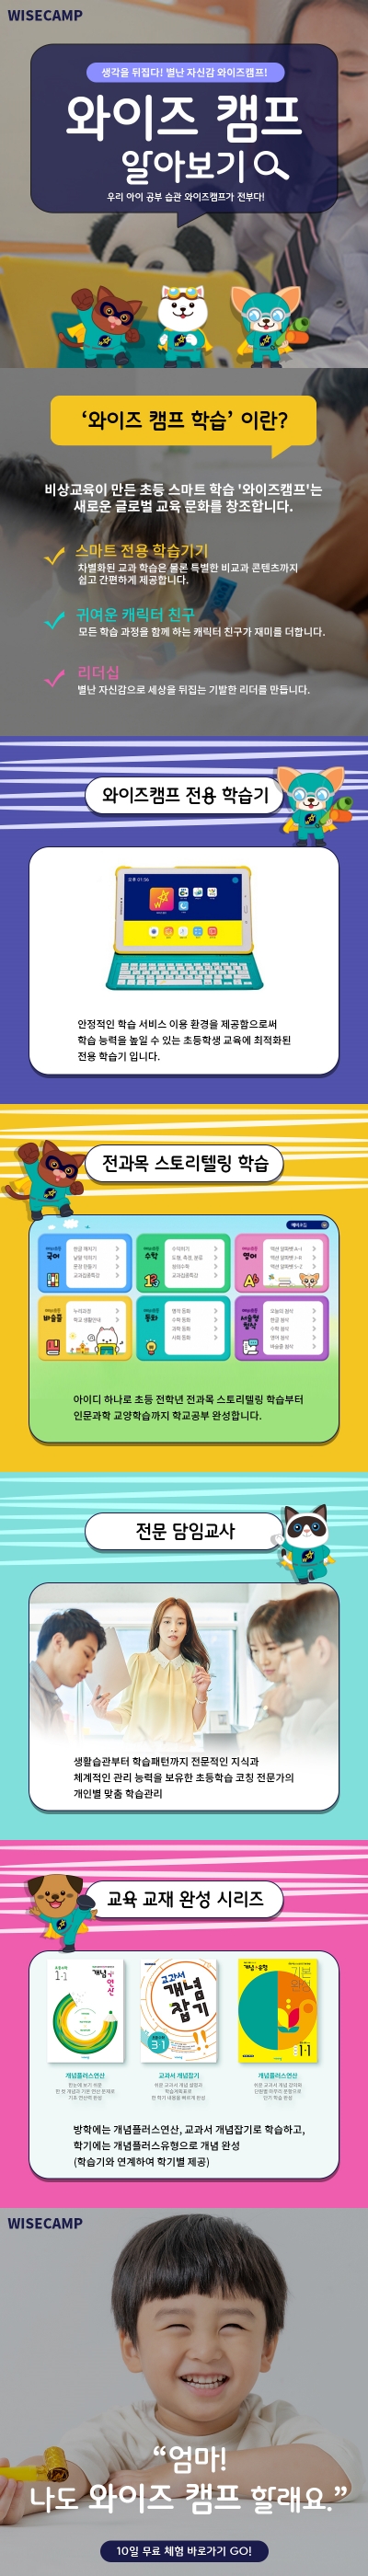 WISECAMP
생각을 뒤집다! 별난 자신감 와이즈캠프!
와이즈 캠프
알아보기
우리 아이 공부 습관 와이즈캠프가 전부다!
‘와이즈 캠프 학습’ 이란?
비상교육이 만든 초등 스마트 학습 '와이즈캠프'는
새로운 글로벌 교육 문화를 창조합니다.
스마트 전용 학습기기
차별화된 교과 학습은 물론 특별한 비교과 콘텐츠까지
쉽고 간편하게 제공합니다.
귀여운 캐릭터 친구
모든 학습 과정을 함께 하는 캐릭터 친구가 재미를 더합니다.
리더십
별난 자신감으로 세상을 뒤집는 기발한 리더를 만듭니다.
와이즈캠프 전용 학습기
오후 01:06
안정적인 학습 서비스 이용 환경을 제공함으로써
학습 능력을 높일 수 있는 초등학생 교육에 최적화된
전용 학습기 입니다.
전과목 스토리텔링 학습
국어
수학
영어
바슬즐
동화
아이디 하나로 초등 전학년 전과목 스토리텔링 학습부터
인문과학 교양학습까지 학교공부 완성합니다.
전문 담임교사
생활습관부터 학습패턴까지 전문적인 지식과
체계적인 관리 능력을 보유한 초등학습 코칭 전문가의
개인별 맞춤 학습관리
교육 교재 완성 시리즈
1-1
개념+연산
교과서
개념
잡기
3·1
기본
완성
1-1
개념플러스연산
교과서 개념잡기
개념플러스연산
방학에는 개념플러스연산, 교과서 개념잡기로 학습하고,
학기에는 개념플러스유형으로 개념 완성
(학습기와 연계하여 학기별 제공)
WISECAMP
“엄마!
나도 와이즈 캠프 할래요.”
10일 무료 체험 바로가기 GO!